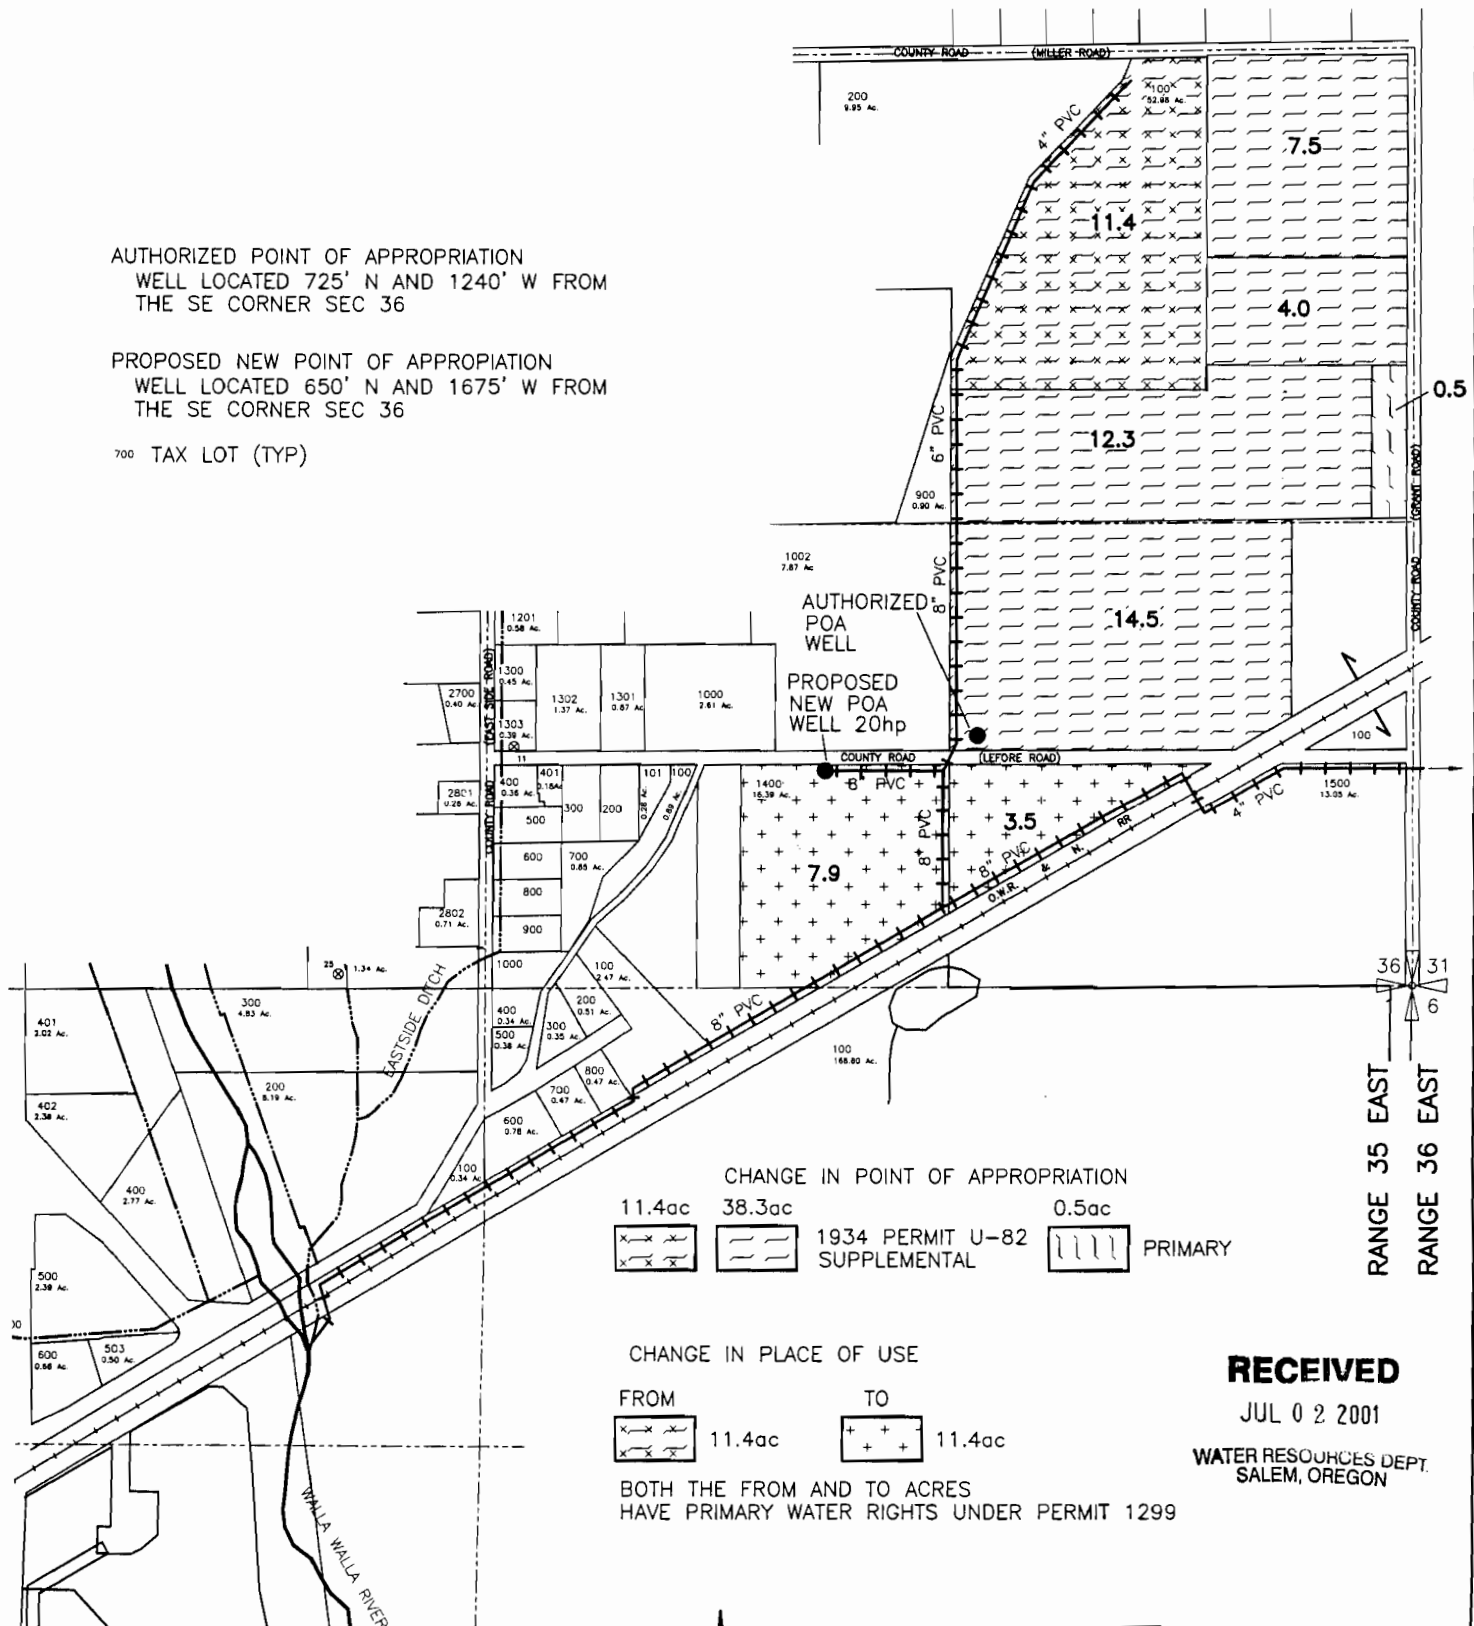 COUNTY ROAD (MILLER ROAD)
200
9.95 Ac.
100
52.98 Ac.
4" PVC
7.5
11.4
AUTHORIZED POINT OF APPROPRIATION
WELL LOCATED 725' N AND 1240' W FROM
THE SE CORNER SEC 36
4.0
PROPOSED NEW POINT OF APPROPIATION
WELL LOCATED 650' N AND 1675' W FROM
THE SE CORNER SEC 36
0.5
700 TAX LOT (TYP)
6" PVC
12.3
COUNTY ROAD (GRANT ROAD)
900
0.90 Ac.
1002
7.87 Ac
8" PVC
AUTHORIZED
POA
WELL
14.5
1201
0.58 Ac.
1300
0.45 Ac.
2700
0.40 Ac.
1302
1.37 Ac.
1301
0.87 Ac
1000
2.61 Ac.
1303
0.39 Ac.
COUNTY ROAD (EAST SIDE ROAD)
PROPOSED
NEW POA
WELL 20hp
100
11
COUNTY ROAD (LEFORE ROAD)
8" PVC
400
0.36 Ac.
401
0.18Ac
101
0.28 Ac.
100
0.69 Ac.
1400
16.39 Ac.
1500
13.05 Ac.
4" PVC
2801
0.28 Ac.
500
300
200
3.5
8" PVC
8" PVC
O.W.R. & N. RR
600
700
0.85 Ac.
7.9
800
2802
0.71 Ac.
900
1000
25
1.34 Ac.
100
2.47 Ac.
36
31
6
401
2.02 Ac.
300
4.83 Ac.
EASTSIDE DITCH
400
0.34 Ac.
200
0.51 Ac.
500
0.38 Ac.
300
0.35 Ac.
8" PVC
100
168.80 Ac.
402
2.38 Ac.
200
8.19 Ac.
800
0.47 Ac.
700
0.47 Ac.
600
0.78 Ac.
RANGE 35 EAST
RANGE 36 EAST
400
2.77 Ac.
100
0.34 Ac.
CHANGE IN POINT OF APPROPRIATION
11.4ac 38.3ac 0.5ac
1934 PERMIT U-82
SUPPLEMENTAL
PRIMARY
500
2.39 Ac.
600
0.66 Ac.
503
0.50 Ac.
CHANGE IN PLACE OF USE
FROM TO
11.4ac 11.4ac
BOTH THE FROM AND TO ACRES
HAVE PRIMARY WATER RIGHTS UNDER PERMIT 1299
RECEIVED
JUL 02 2001
WATER RESOURCES DEPT.
SALEM, OREGON
WALLA WALLA RIVER